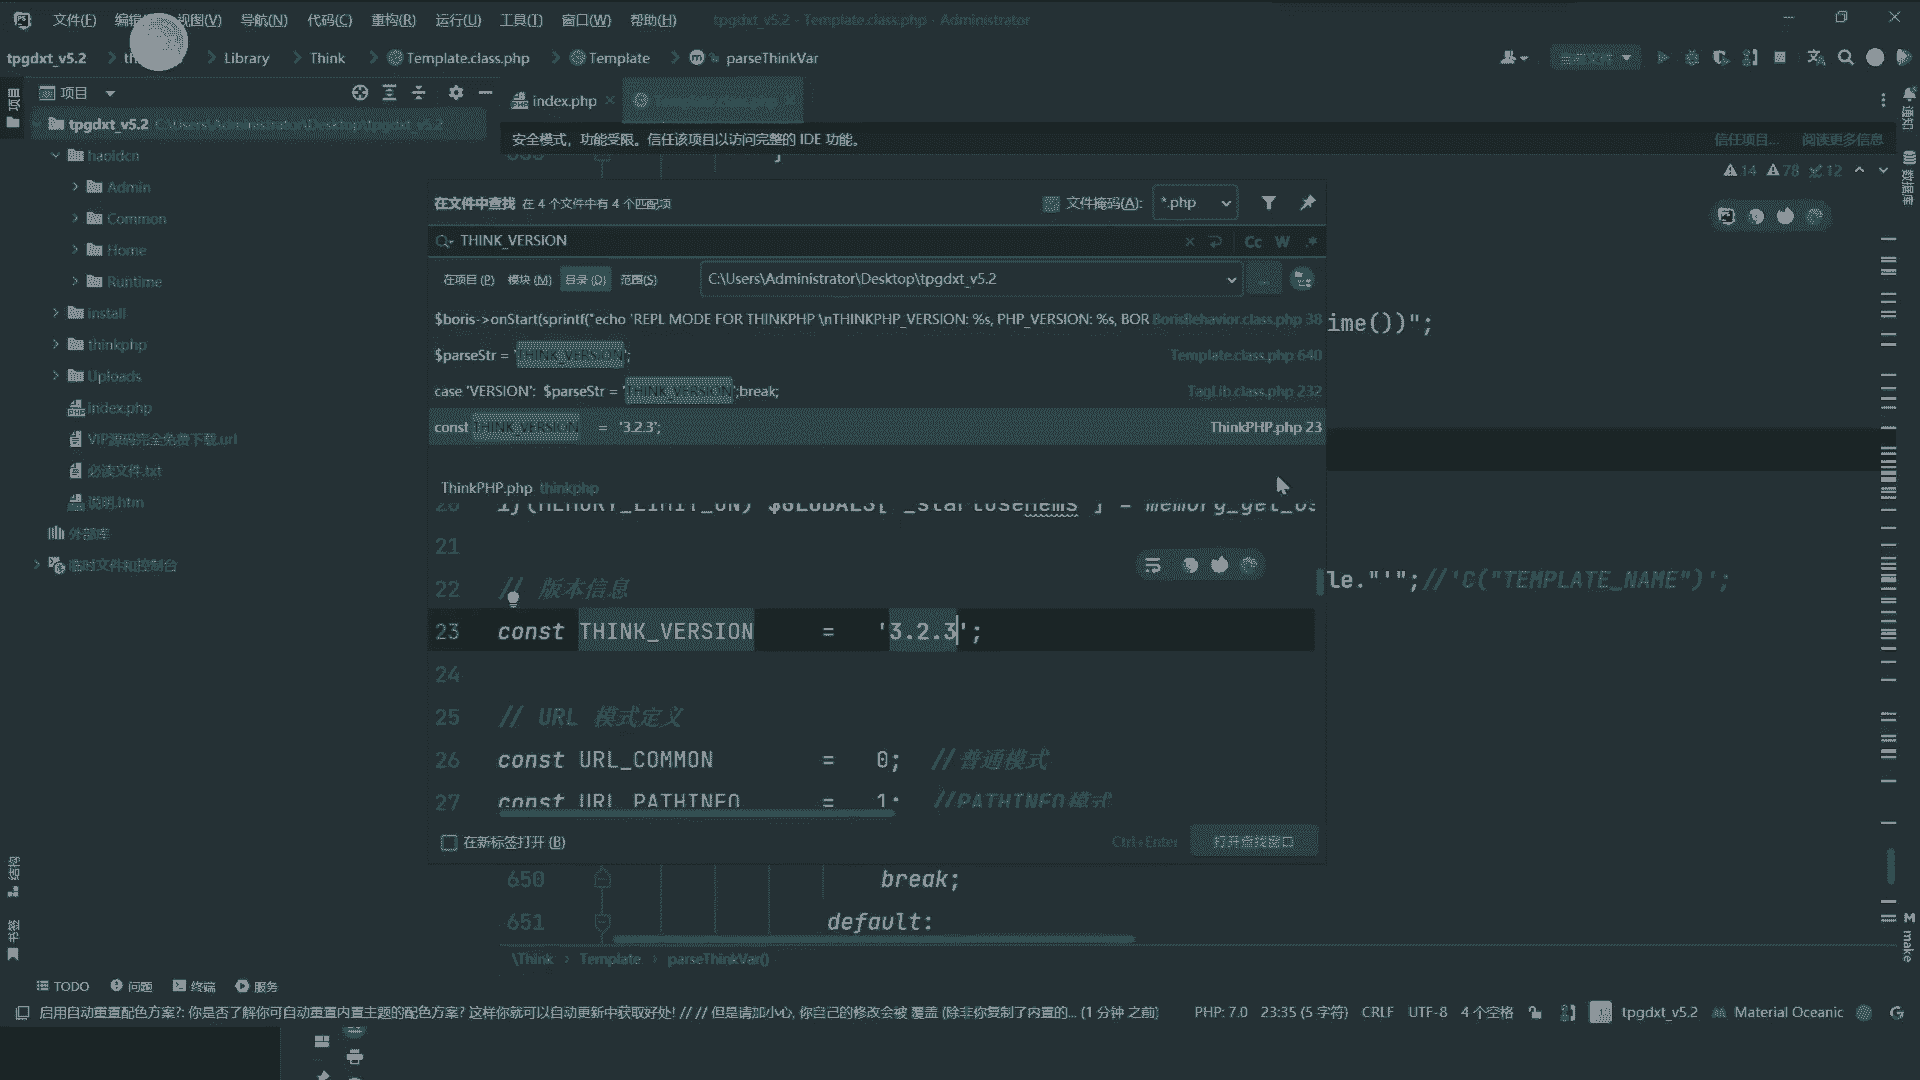 文件(F) 视图(V) 导航(N) 代码(C) 重构(R) 运行(U) 工具(T) 窗口(W) 帮助(H) tpgdxt_v5.2 - Template.class.php - Administrator
tpgdxt_v5.2 Library Think Template.class.php Template parseThinkVar
项目
项目
index.php
tpgdxt_v5.2 C:\Users\Administrator\Desktop\tpgdxt_v5.2
安全模式，功能受限。信任该项目以访问完整的 IDE 功能。 信任项目... 阅读更多信息
14 78 12
haoidcn
Admin
Common
Home
Runtime
install
thinkphp
Uploads
index.php
VIP源码完全免费下载.url
必读文件.txt
说明.htm
外部库
临时文件和控制台
在文件中查找 在 4 个文件中有 4 个匹配项 文件掩码(A): *.php
THINK_VERSION Cc W .*
在项目 (P) 模块 (M) 目录 (D) 范围(S) C:\Users\Administrator\Desktop\tpgdxt_v5.2
$boris->onStart(sprintf("echo 'REPL MODE FOR THINKPHP \nTHINKPHP_VERSION: %s, PHP_VERSION: %s, BOR BorisBehavior.class.php 38
$parseStr = 'THINK_VERSION'; Template.class.php 640
case 'VERSION': $parseStr = 'THINK_VERSION';break; TagLib.class.php 232
const THINK_VERSION = '3.2.3'; ThinkPHP.php 23
ime())";
ThinkPHP.php thinkphp
21
22 // 版本信息
23 const THINK_VERSION = '3.2.3';
24
25 // URL 模式定义
26 const URL_COMMON = 0; //普通模式
27 const URL_PATHINFO = 1; //PATHINFO模式
le."'";//'C("TEMPLATE_NAME")';
在新标签打开 (B) Ctrl+Enter 打开查找窗口
650 break;
651 default:
\Think Template parseThinkVar()
通知
数据库
make
结构
书签
TODO 问题 终端 服务
启用自动重置配色方案?: 你是否了解你可自动重置内置主题的配色方案? 这样你就可以自动更新中获取好处! // // 但是请加小心, 你自己的修改会被 覆盖 (除非你复制了内置的... (1 分钟 之前) PHP: 7.0 23:35 (5 字符) CRLF UTF-8 4 个空格 tpgdxt_v5.2 Material Oceanic